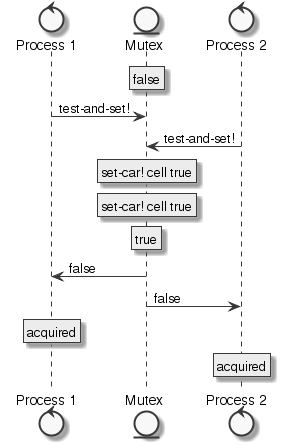 Process 1
Mutex
Process 2
false
test-and-set!
test-and-set!
set-car! cell true
set-car! cell true
true
false
false
acquired
acquired
Process 1
Mutex
Process 2